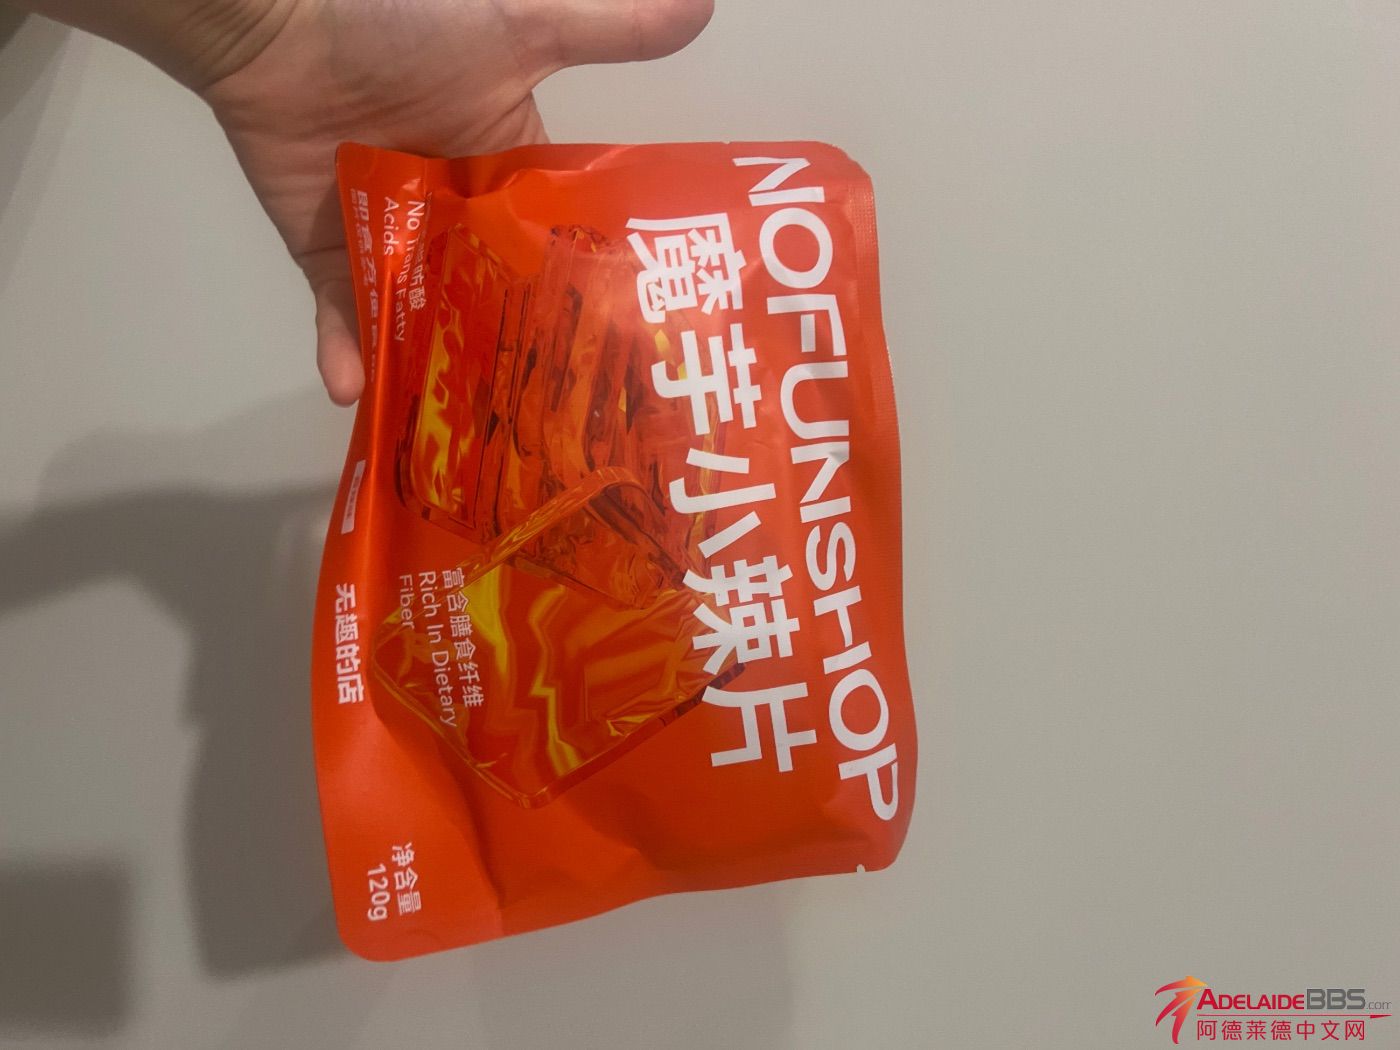 NOFUNSHOP
魔芋小辣片
No Trans Fatty
Acids
富含膳食纤维
Rich In Dietary
Fiber
无趣的店
净含量
120g
ADELAIDEBBS.com
阿德莱德中文网